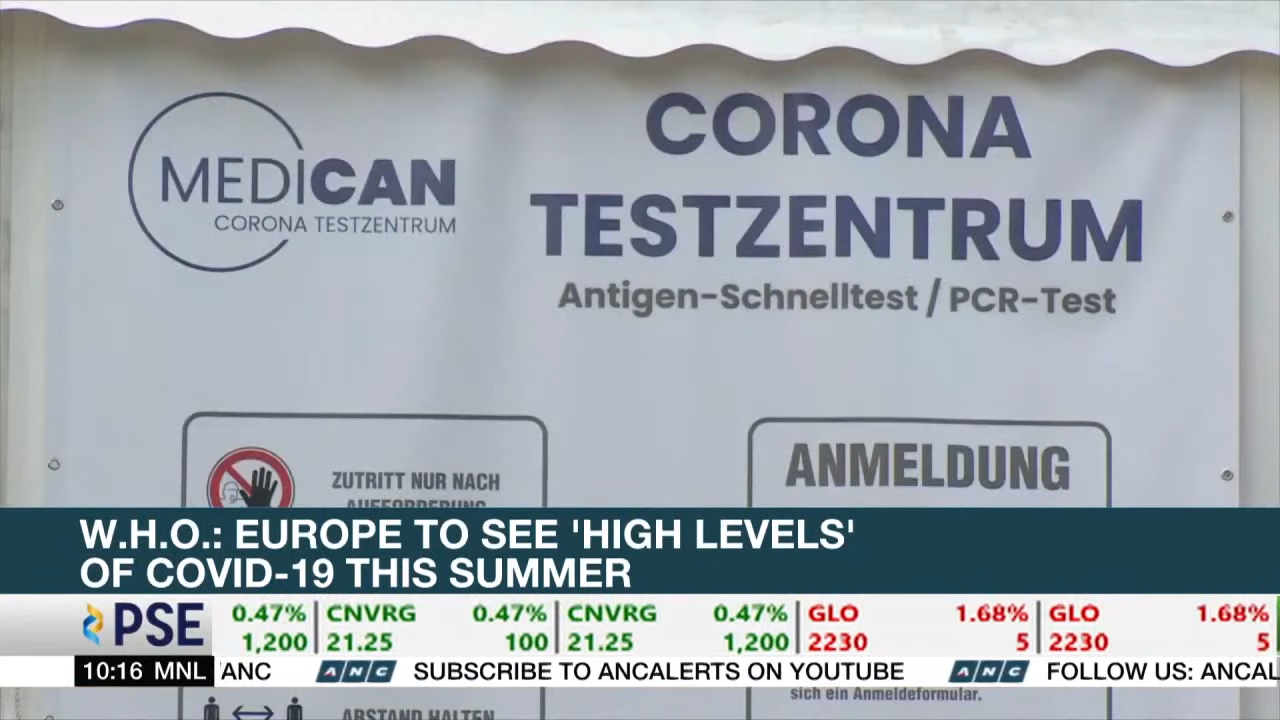 MEDICAN
CORONA TESTZENTRUM
CORONA
TESTZENTRUM
Antigen-Schnelltest / PCR-Test
ZUTRITT NUR NACH
AUFFORDERUNG
ANMELDUNG
W.H.O.: EUROPE TO SEE 'HIGH LEVELS'
OF COVID-19 THIS SUMMER
PSE
0.47% CNVRG 0.47% CNVRG 0.47% GLO 1.68% GLO 1.68%
1,200 21.25 100 21.25 1,200 2230 5 2230 5
10:16 MNL ANC ANC SUBSCRIBE TO ANCALERTS ON YOUTUBE ANC FOLLOW US: ANCAL
sich ein Anmeldeformular.
ABSTAND HALTEN